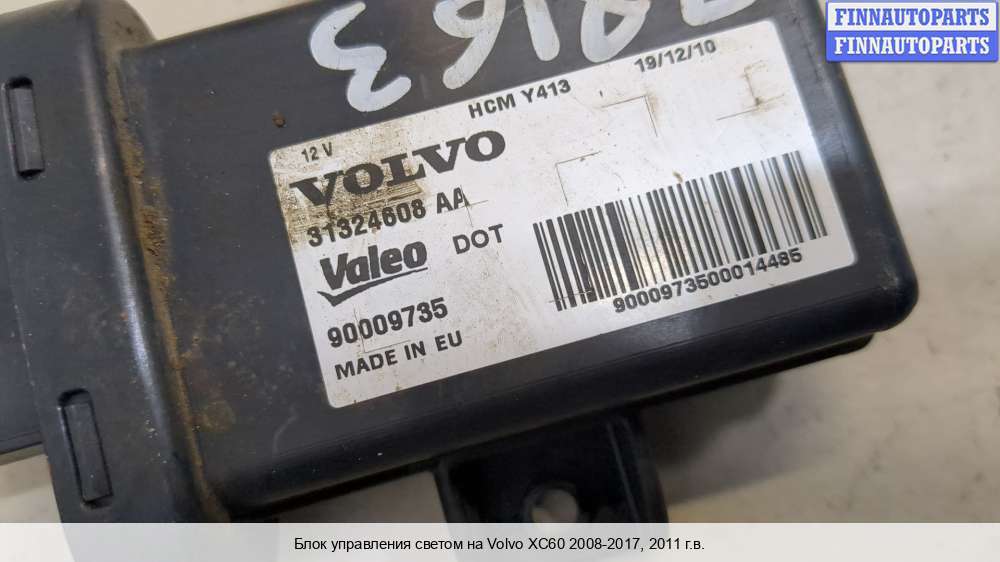 FINNAUTOPARTS
FINNAUTOPARTS
HCM Y413
19/12/10
12 V
VOLVO
31324608 AA
Valeo DOT
90009735
MADE IN EU
9000973500014485
Блок управления светом на Volvo XC60 2008-2017, 2011 г.в.